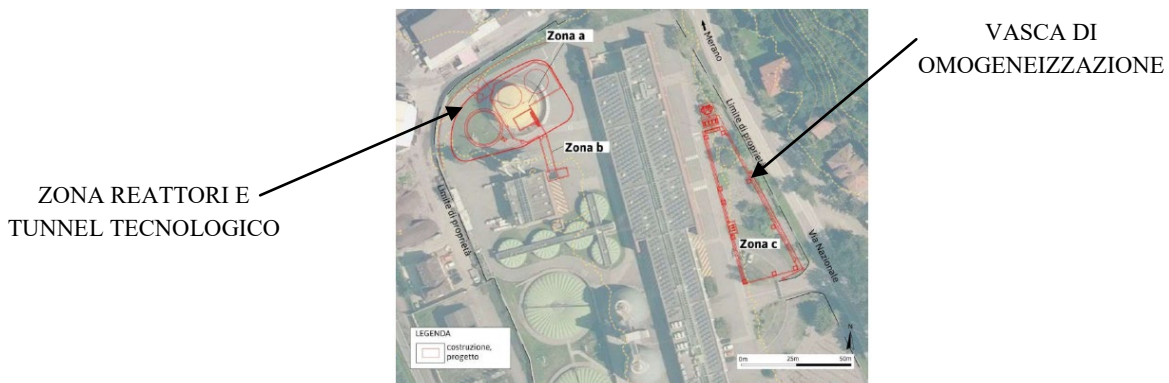 VASCA DI
OMOGENEIZZAZIONE
Zona a
Merano
Limite di proprietà
Zona b
ZONA REATTORI E
TUNNEL TECNOLOGICO
Limite di proprietà
Zona c
Via Nazionale
LEGENDA
costruzione,
progetto
N
0m 25m 50m